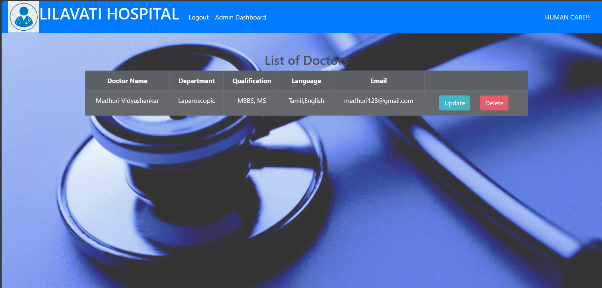 LILAVATI HOSPITAL Logout Admin Dashboard HUMAN CARE!!!
List of Doctors
Doctor Name Department Qualification Language Email
Madhuri Vidyashankar Laparoscopic MBBS, MS Tamil,English madhuri123@gmail.com Update Delete